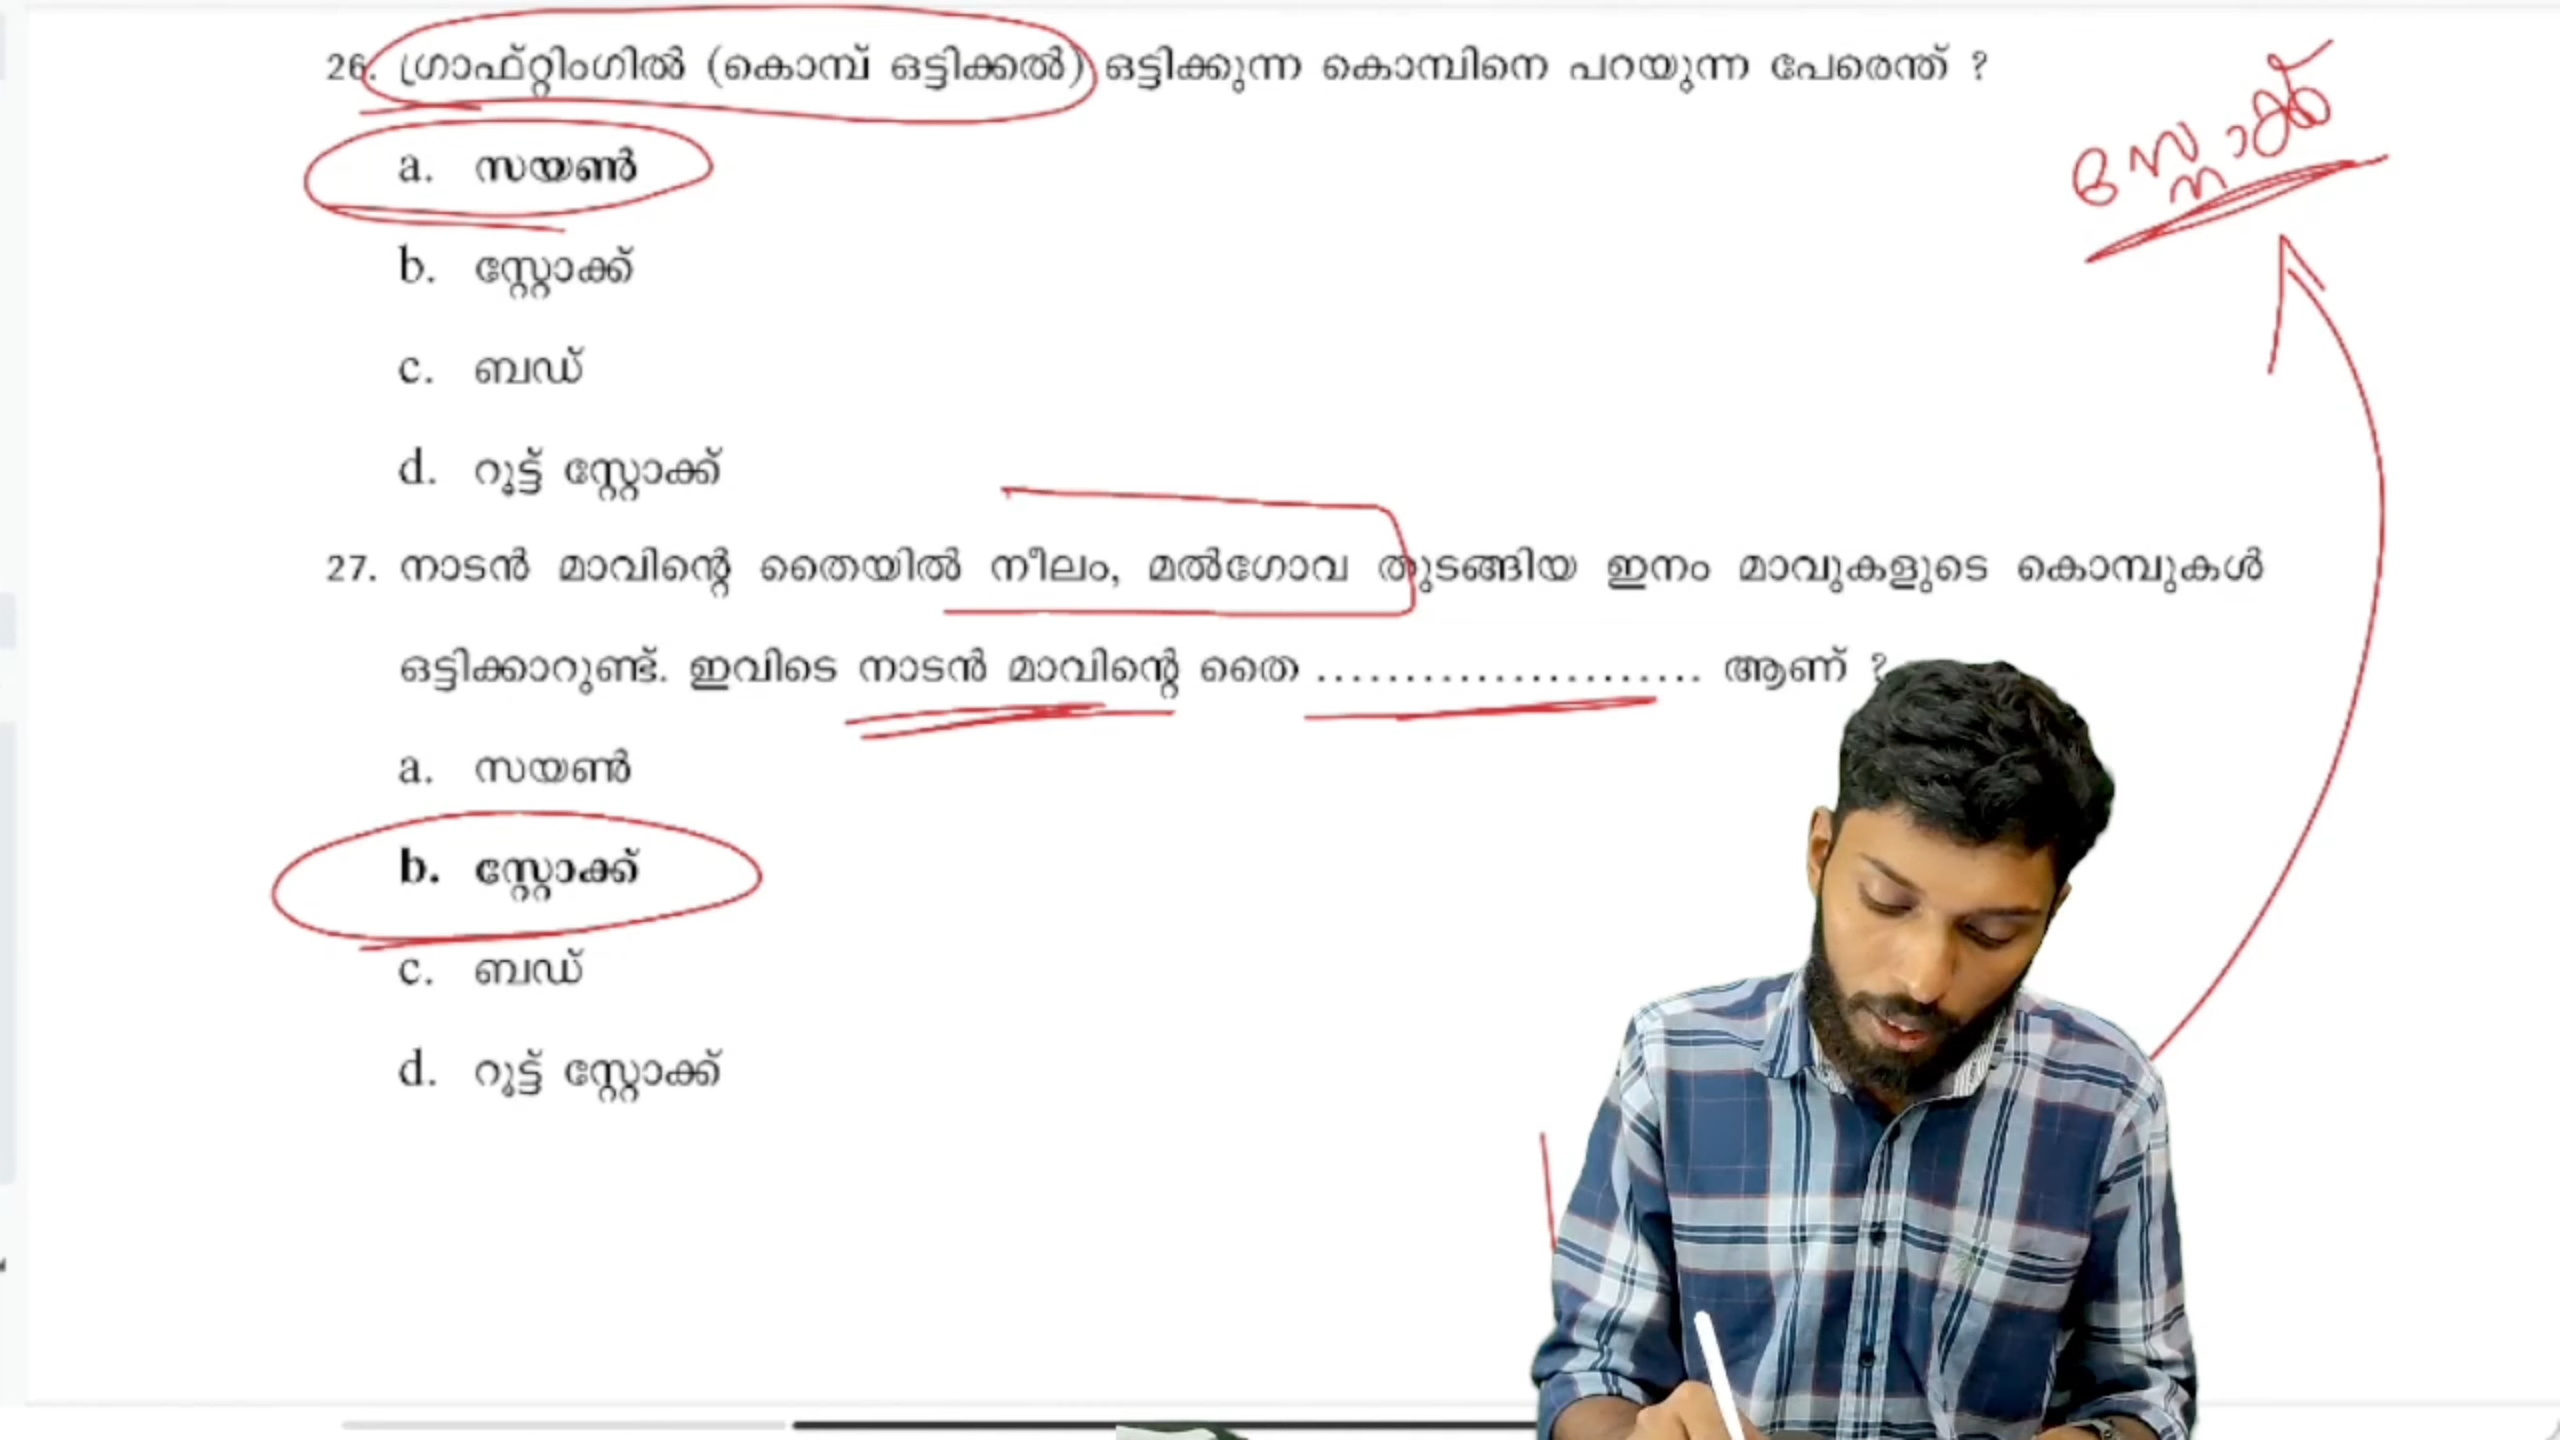 26. ഗ്രാഫ്റ്റിംഗിൽ (കൊമ്പ് ഒട്ടിക്കൽ) ഒട്ടിക്കുന്ന കൊമ്പിനെ പറയുന്ന പേരെന്ത് ?
a. സയൺ
b. സ്റ്റോക്ക്
c. ബഡ്
d. റൂട്ട് സ്റ്റോക്ക്
27. നാടൻ മാവിന്റെ തൈയിൽ നീലം, മൽഗോവ തുടങ്ങിയ ഇനം മാവുകളുടെ കൊമ്പുകൾ
ഒട്ടിക്കാറുണ്ട്. ഇവിടെ നാടൻ മാവിന്റെ തൈ ...................... ആണ് ?
a. സയൺ
b. സ്റ്റോക്ക്
c. ബഡ്
d. റൂട്ട് സ്റ്റോക്ക്